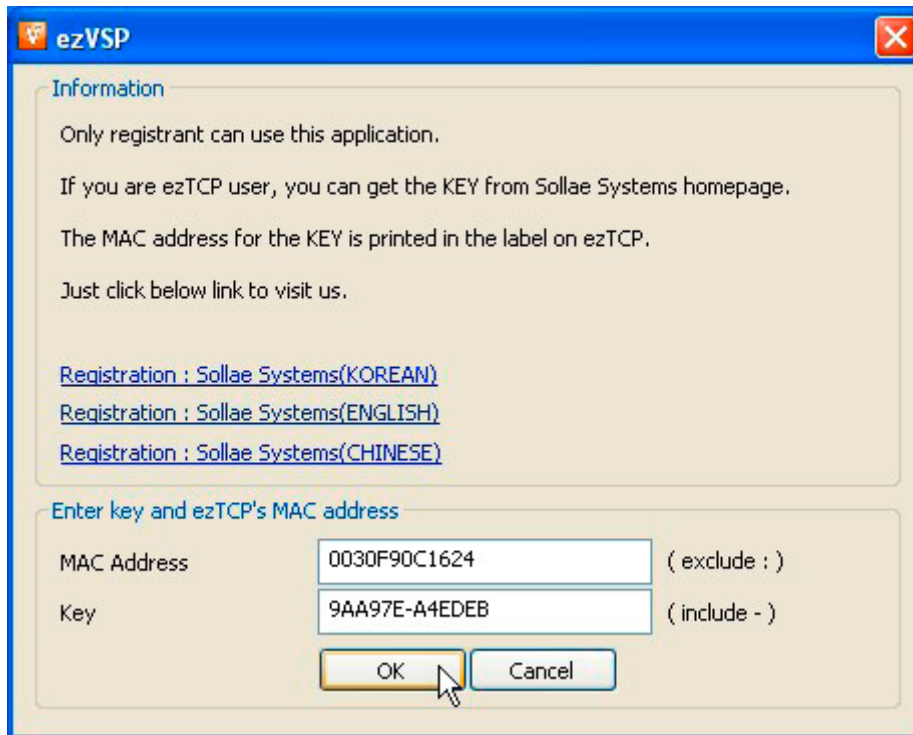 ezVSP
Information
Only registrant can use this application.
If you are ezTCP user, you can get the KEY from Sollae Systems homepage.
The MAC address for the KEY is printed in the label on ezTCP.
Just click below link to visit us.
Registration : Sollae Systems(KOREAN)
Registration : Sollae Systems(ENGLISH)
Registration : Sollae Systems(CHINESE)
Enter key and ezTCP's MAC address
MAC Address 0030F90C1624 ( exclude : )
Key 9AA97E-A4EDEB ( include - )
OK Cancel